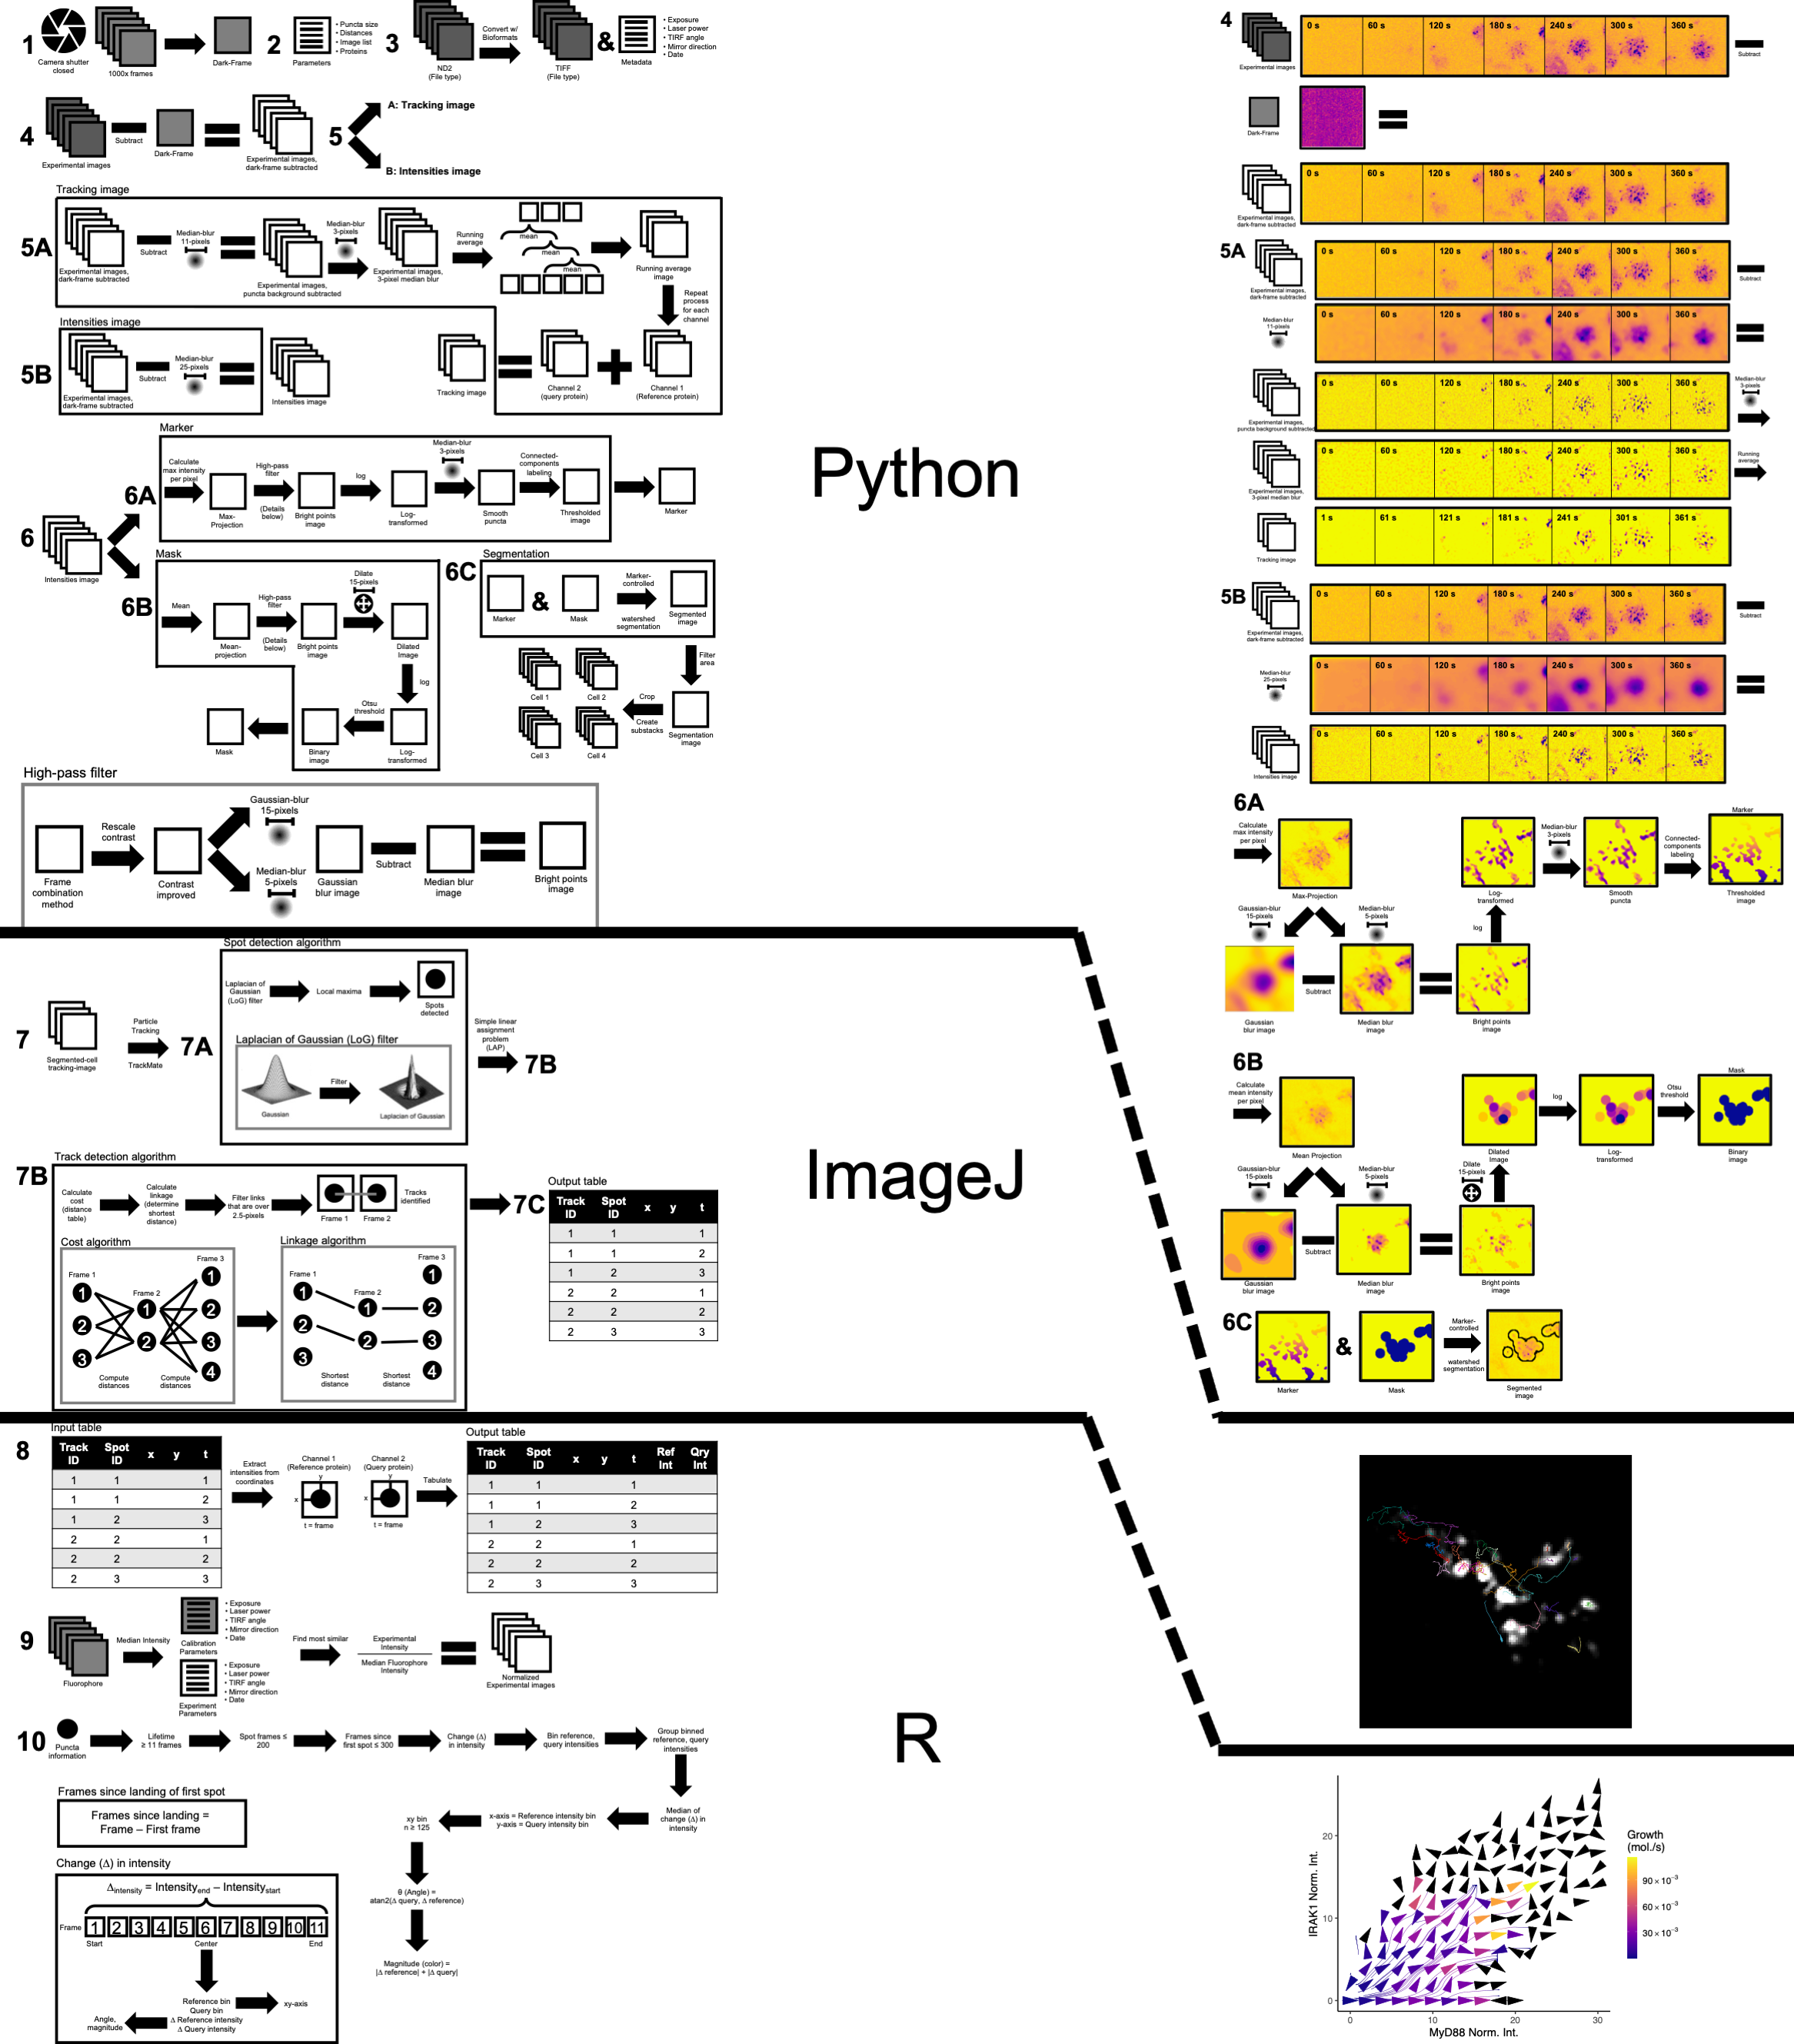 1
Camera shutter
closed
1000x frames
Dark-Frame
2
Parameters
• Puncta size
• Distances
• Image list
• Proteins
3
ND2
(File type)
Convert w/
Bioformats
TIFF
(File type)
&
Metadata
• Exposure
• Laser power
• TIRF angle
• Mirror direction
• Date
4
Experimental images
Subtract
Dark-Frame
Experimental images,
dark-frame subtracted
5
A: Tracking image
B: Intensities image
Tracking image
5A
Experimental images,
dark-frame subtracted
Subtract
Median-blur
11-pixels
Experimental images,
puncta background subtracted
Median-blur
3-pixels
Experimental images,
3-pixel median blur
Running
average
mean
mean
mean
Running average
image
Repeat
process
for each
channel
Channel 1
(Reference protein)
Channel 2
(query protein)
Tracking image
Intensities image
5B
Experimental images,
dark-frame subtracted
Subtract
Median-blur
25-pixels
Intensities image
6
Intensities image
Marker
6A
Calculate
max intensity
per pixel
Max-
Projection
High-pass
filter
(Details
below)
Bright points
image
log
Log-
transformed
Median-blur
3-pixels
Smooth
puncta
Connected-
components
labeling
Thresholded
image
Marker
Mask
6B
Mean
Mean-
projection
High-pass
filter
(Details
below)
Bright points
image
Dilate
15-pixels
Dilated
Image
log
Log-
transformed
Otsu
threshold
Binary
image
Mask
Segmentation
6C
Marker
&
Mask
Marker-
controlled
watershed
segmentation
Segmented
image
Filter
area
Segmentation
image
Crop
Create
substacks
Cell 1
Cell 2
Cell 3
Cell 4
High-pass filter
Frame
combination
method
Rescale
contrast
Contrast
improved
Gaussian-blur
15-pixels
Median-blur
5-pixels
Gaussian
blur image
Subtract
Median blur
image
Bright points
image
Python
4
Experimental images
0 s 60 s 120 s 180 s 240 s 300 s 360 s
Subtract
Dark-Frame
Experimental images,
dark-frame subtracted
0 s 60 s 120 s 180 s 240 s 300 s 360 s
5A
Experimental images,
dark-frame subtracted
0 s 60 s 120 s 180 s 240 s 300 s 360 s
Subtract
Median-blur
11-pixels
0 s 60 s 120 s 180 s 240 s 300 s 360 s
Experimental images,
puncta background subtracted
0 s 60 s 120 s 180 s 240 s 300 s 360 s
Median-blur
3-pixels
Experimental images,
3-pixel median blur
0 s 60 s 120 s 180 s 240 s 300 s 360 s
Running
average
Tracking image
1 s 61 s 121 s 181 s 241 s 301 s 361 s
5B
Experimental images,
dark-frame subtracted
0 s 60 s 120 s 180 s 240 s 300 s 360 s
Subtract
Median-blur
25-pixels
0 s 60 s 120 s 180 s 240 s 300 s 360 s
Intensities image
0 s 60 s 120 s 180 s 240 s 300 s 360 s
6A
Calculate
max intensity
per pixel
Max-Projection
Gaussian-blur
15-pixels
Median-blur
5-pixels
Gaussian
blur image
Subtract
Median blur
image
Bright points
image
log
Log-
transformed
Median-blur
3-pixels
Smooth
puncta
Connected-
components
labeling
Marker
Thresholded
image
6B
Calculate
mean intensity
per pixel
Mean Projection
Gaussian-blur
15-pixels
Median-blur
5-pixels
Gaussian
blur image
Subtract
Median blur
image
Bright points
image
Dilate
15-pixels
Dilated
Image
log
Log-
transformed
Otsu
threshold
Mask
Binary
image
6C
Marker
&
Mask
Marker-
controlled
watershed
segmentation
Segmented
image
7
Segmented-cell
tracking-image
Particle
Tracking
TrackMate
7A
Spot detection algorithm
Laplacian of
Gaussian
(LoG) filter
Local maxima
Spots
detected
Laplacian of Gaussian (LoG) filter
Gaussian
Filter
Laplacian of Gaussian
Simple linear
assignment
problem
(LAP)
7B
7B
Track detection algorithm
Calculate
cost
(distance
table)
Calculate
linkage
(determine
shortest
distance)
Filter links
that are over
2.5-pixels
Frame 1
Frame 2
Tracks
identified
Cost algorithm
Frame 1
1
2
3
Frame 2
1
2
Frame 3
1
2
3
4
Compute
distances
Compute
distances
Linkage algorithm
Frame 1
1
2
3
Frame 2
1
2
Frame 3
1
2
3
4
Shortest
distance
Shortest
distance
7C
Output table
Track ID Spot ID x y t
1 1 1
1 1 2
1 2 3
2 2 1
2 2 2
2 3 3
ImageJ
8
Input table
Track ID Spot ID x y t
1 1 1
1 1 2
1 2 3
2 2 1
2 2 2
2 3 3
Extract
intensities from
coordinates
Channel 1
(Reference protein)
y
x
t = frame
Channel 2
(Query protein)
y
x
t = frame
Tabulate
Output table
Track ID Spot ID x y t Ref Int Qry Int
1 1 1
1 1 2
1 2 3
2 2 1
2 2 2
2 3 3
9
Fluorophore
Median Intensity
Calibration
Parameters
• Exposure
• Laser power
• TIRF angle
• Mirror direction
• Date
Experiment
Parameters
• Exposure
• Laser power
• TIRF angle
• Mirror direction
• Date
Find most similar
Experimental
Intensity
Median Fluorophore
Intensity
Normalized
Experimental images
10
Puncta
information
Lifetime
≥ 11 frames
Spot frames ≤
200
Frames since
first spot ≤ 300
Change (Δ)
in intensity
Bin reference,
query intensities
Group binned
reference, query
intensities
Median of
change (Δ) in
intensity
x-axis = Reference intensity bin
y-axis = Query intensity bin
xy bin
n ≥ 125
θ (Angle) =
atan2(Δ query, Δ reference)
Magnitude (color) =
|Δ reference| + |Δ query|
Frames since landing of first spot
Frames since landing =
Frame – First frame
Change (Δ) in intensity
Δintensity = Intensityend – Intensitystart
Frame 1 2 3 4 5 6 7 8 9 10 11
Start
Center
End
Reference bin
Query bin
Δ Reference intensity
Δ Query intensity
xy-axis
Angle,
magnitude
R
IRAK1 Norm. Int.
20
10
0
0 10 20 30
MyD88 Norm. Int.
Growth
(mol./s)
90×10⁻³
60×10⁻³
30×10⁻³